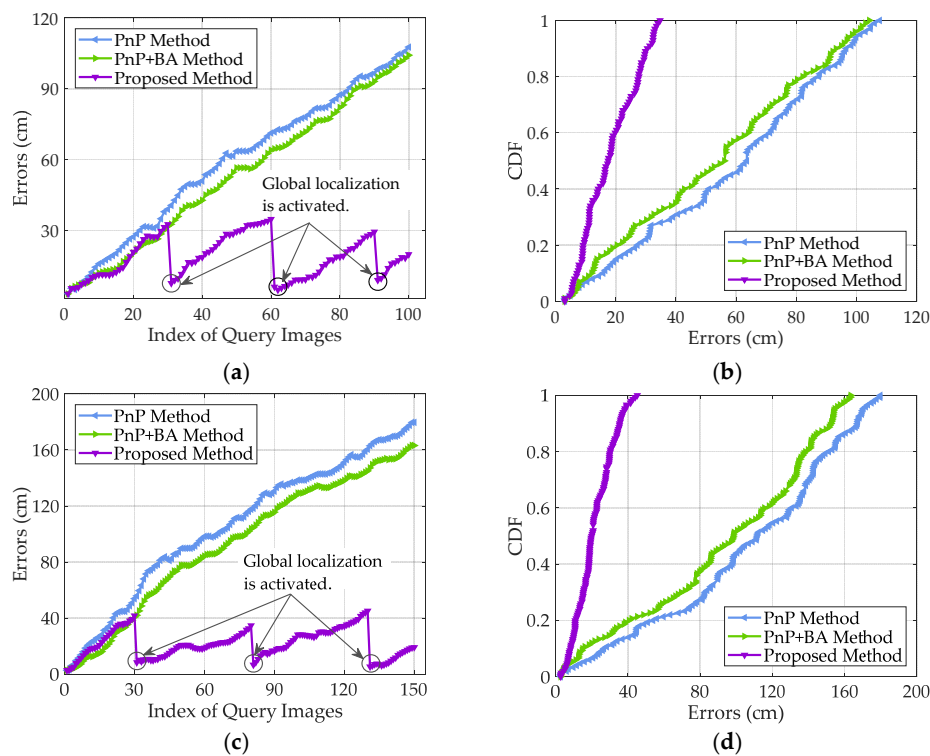 120
90
60
30
Errors (cm)
PnP Method
PnP+BA Method
Proposed Method
Global localization
is activated.
0 20 40 60 80 100
Index of Query Images
(a)
1
0.8
0.6
0.4
0.2
0
CDF
PnP Method
PnP+BA Method
Proposed Method
0 20 40 60 80 100 120
Errors (cm)
(b)
200
160
120
80
40
0
Errors (cm)
PnP Method
PnP+BA Method
Proposed Method
Global localization
is activated.
0 30 60 90 120 150
Index of Query Images
(c)
1
0.8
0.6
0.4
0.2
0
CDF
PnP Method
PnP+BA Method
Proposed Method
0 40 80 120 160 200
Errors (cm)
(d)